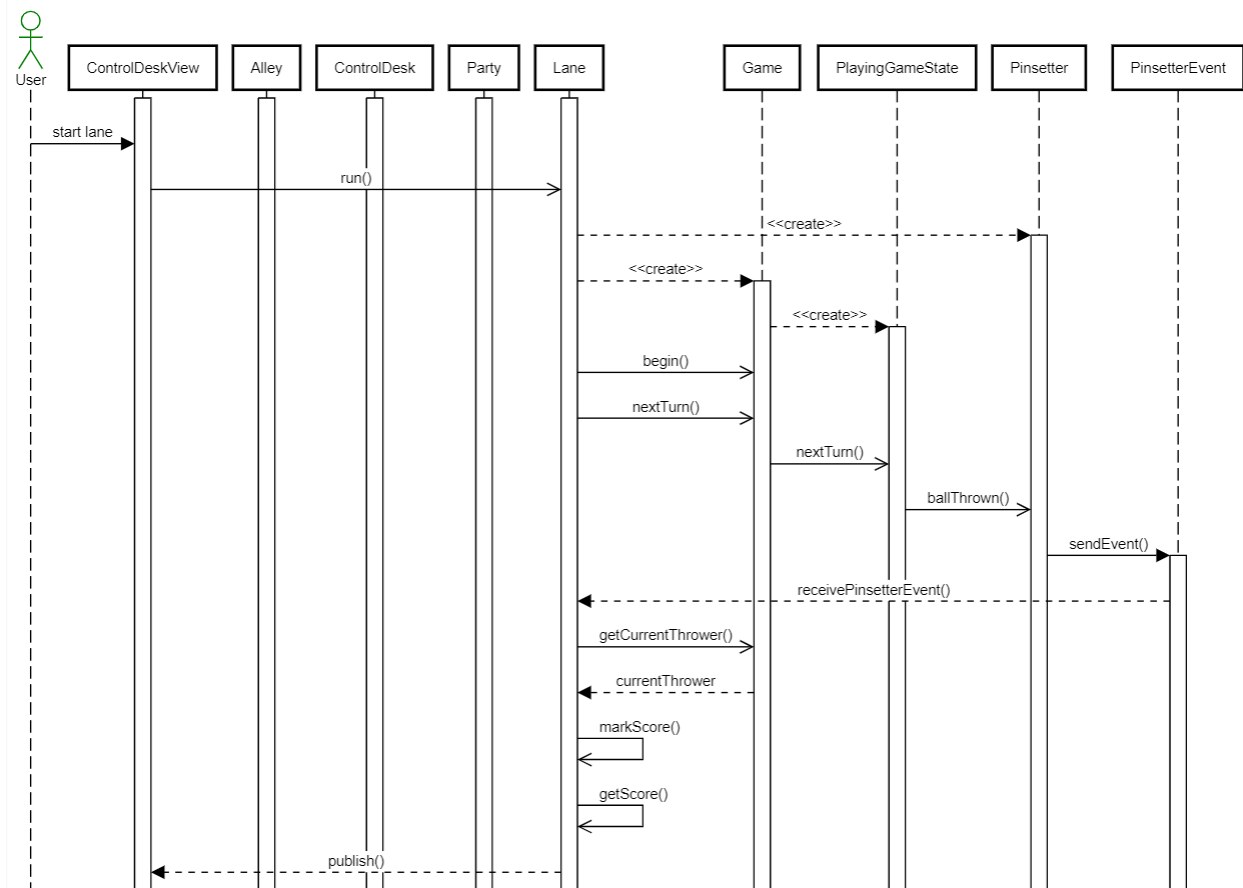 User
ControlDeskView
Alley
ControlDesk
Party
Lane
Game
PlayingGameState
Pinsetter
PinsetterEvent
start lane
run()
<<create>>
<<create>>
<<create>>
begin()
nextTurn()
nextTurn()
ballThrown()
sendEvent()
receivePinsetterEvent()
getCurrentThrower()
currentThrower
markScore()
getScore()
publish()